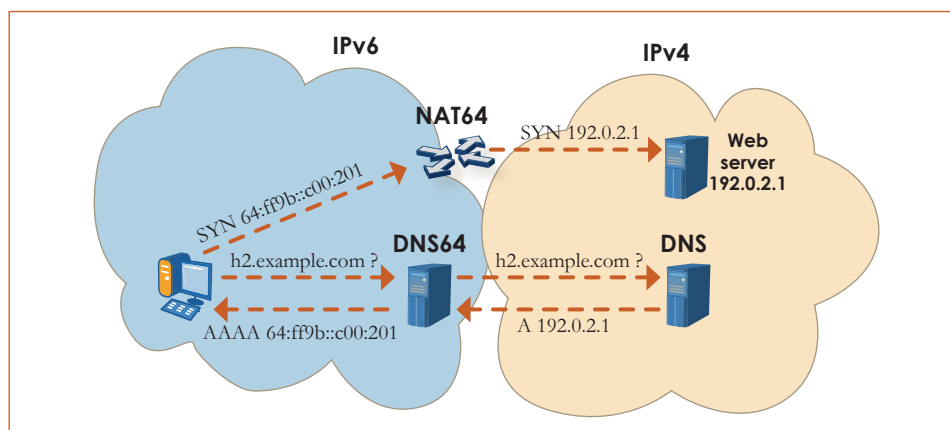 IPv6
IPv4
NAT64
SYN 192.0.2.1
Web
server
192.0.2.1
SYN 64:ff9b::c00:201
DNS64
DNS
h2.example.com ?
h2.example.com ?
AAAA 64:ff9b::c00:201
A 192.0.2.1